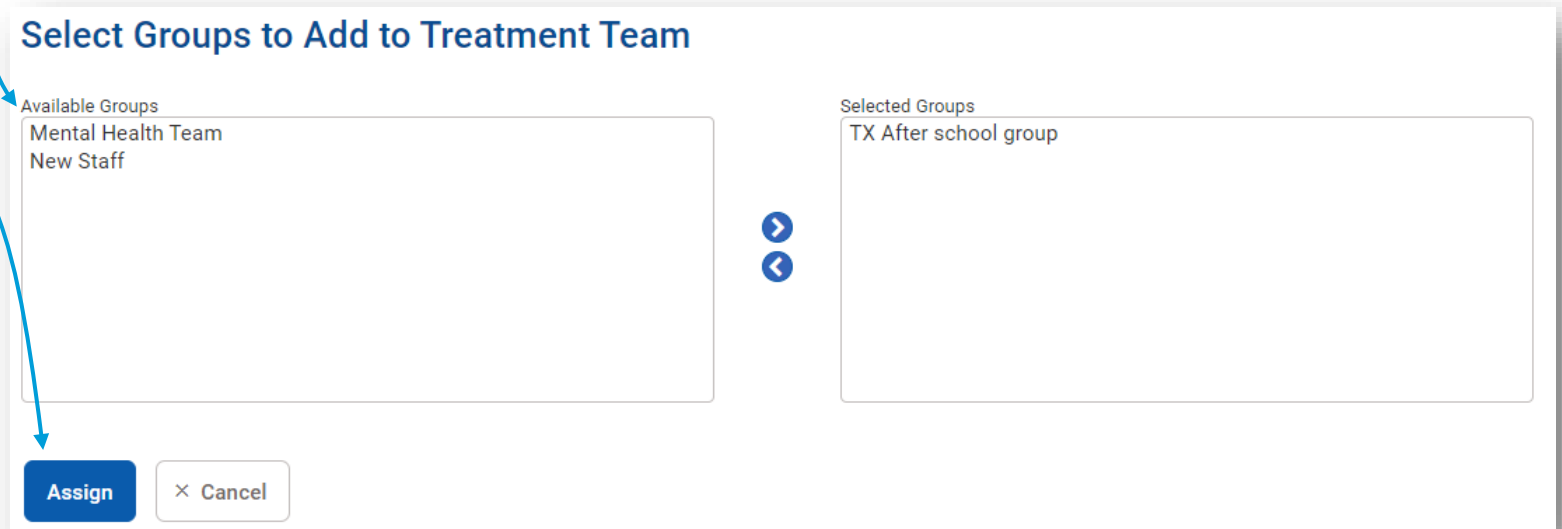 Select Groups to Add to Treatment Team
Available Groups
Mental Health Team
New Staff
Selected Groups
TX After school group
Assign
× Cancel